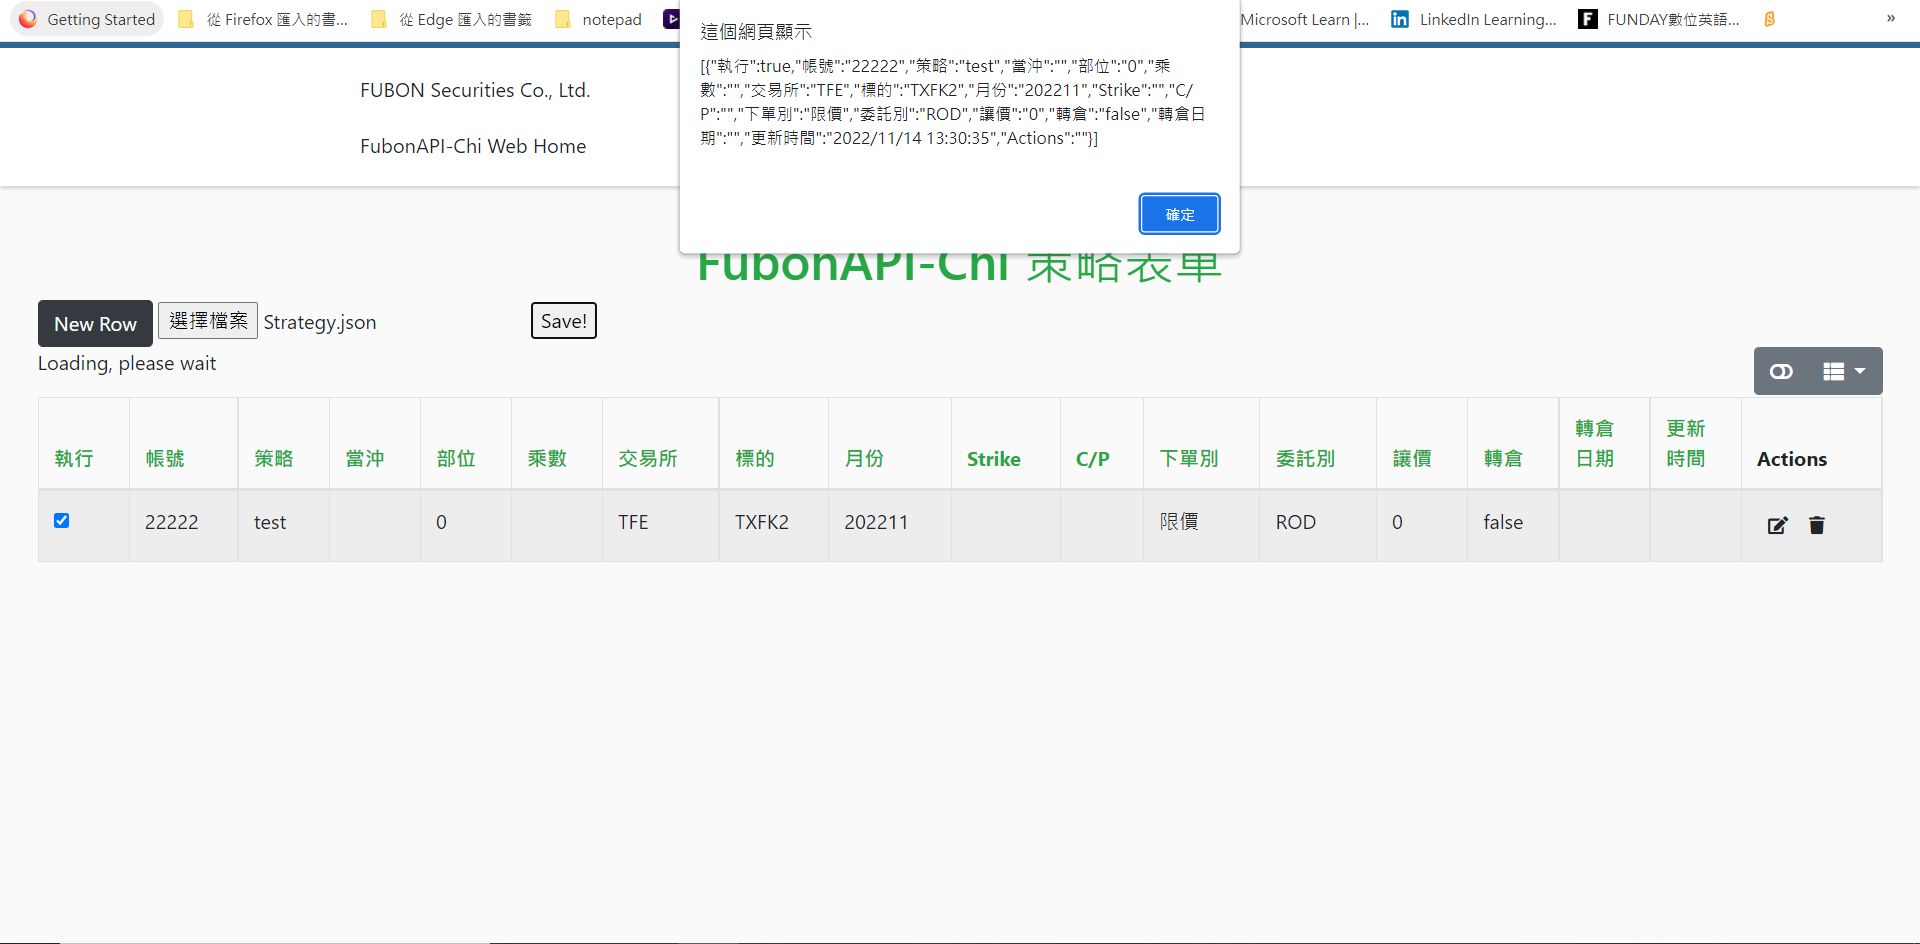 Getting Started
從 Firefox 匯入的書...
從 Edge 匯入的書籤
notepad
Microsoft Learn |...
LinkedIn Learning...
FUNDAY數位英語...
»
這個網頁顯示
[{"執行":true,"帳號":"22222","策略":"test","當沖":"","部位":"0","乘
數":"","交易所":"TFE","標的":"TXFK2","月份":"202211","Strike":"","C/
P":"","下單別":"限價","委託別":"ROD","讓價":"0","轉倉":"false","轉倉日
期":"","更新時間":"2022/11/14 13:30:35","Actions":""}]
確定
FUBON Securities Co., Ltd.
FubonAPI-Chi Web Home
FubonAPI-Chi 策略表單
New Row
選擇檔案
Strategy.json
Save!
Loading, please wait
執行 帳號 策略 當沖 部位 乘數 交易所 標的 月份 Strike C/P 下單別 委託別 讓價 轉倉 轉倉日期 更新時間 Actions
22222 test 0 TFE TXFK2 202211 限價 ROD 0 false